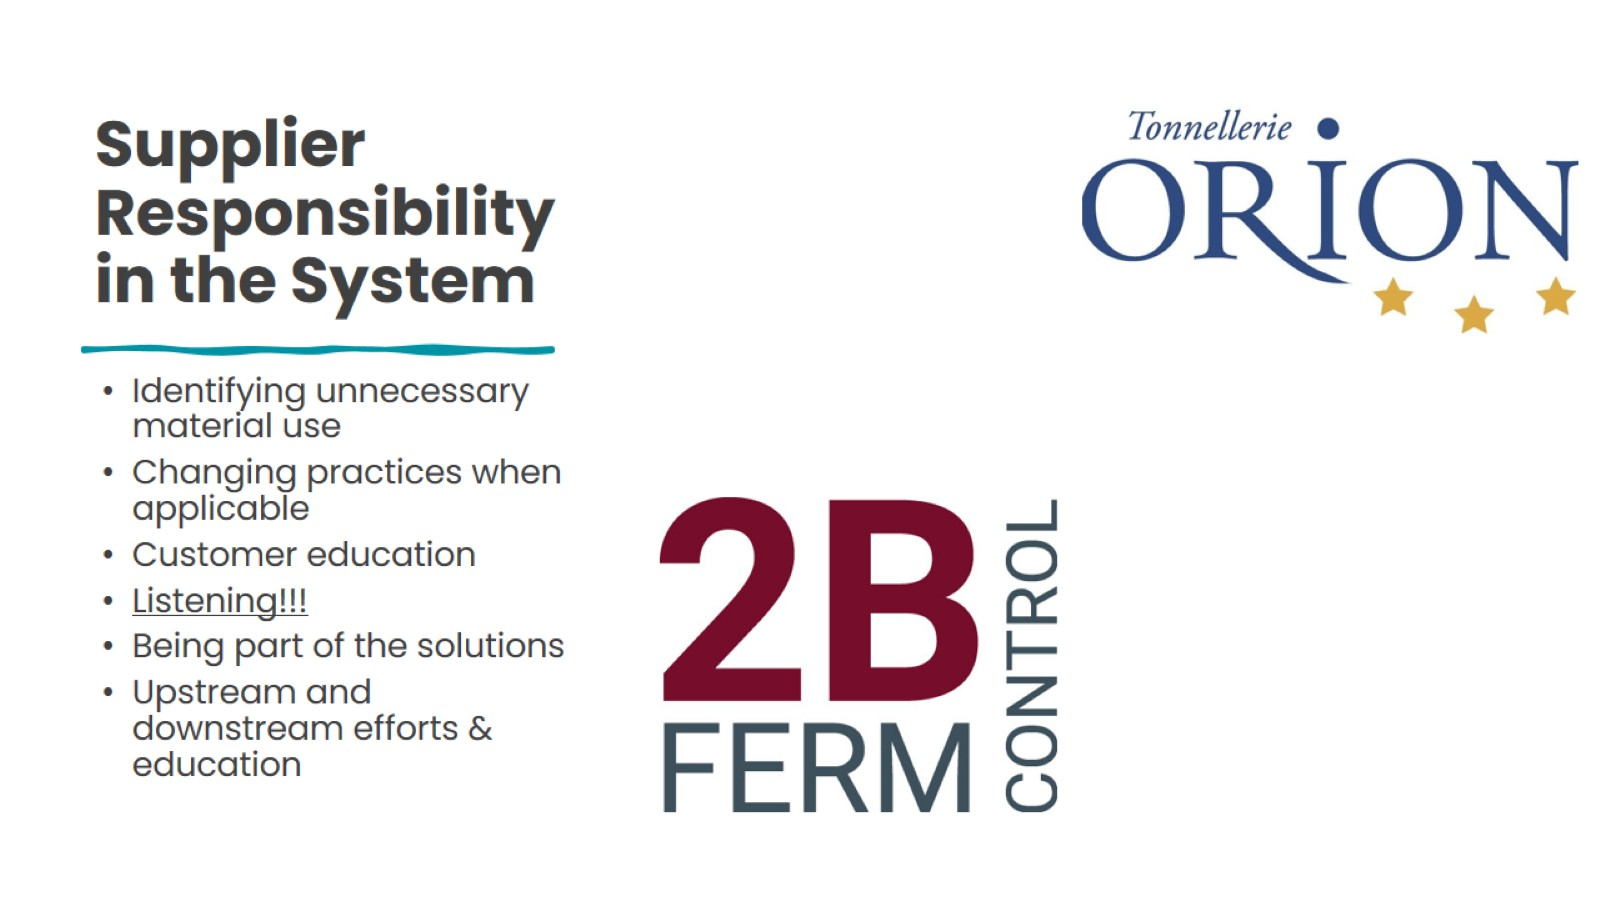 Supplier
Responsibility
in the System
• Identifying unnecessary
material use
• Changing practices when
applicable
• Customer education
• Listening!!!
• Being part of the solutions
• Upstream and
downstream efforts &
education
2B
FERM
CONTROL
Tonnellerie
ORION